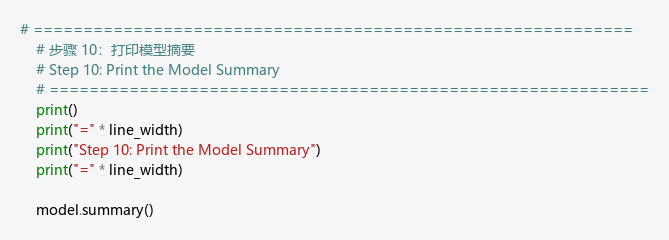 # ============================================================
# 步骤 10：打印模型摘要
# Step 10: Print the Model Summary
# ============================================================
print()
print("=" * line_width)
print("Step 10: Print the Model Summary")
print("=" * line_width)
model.summary()